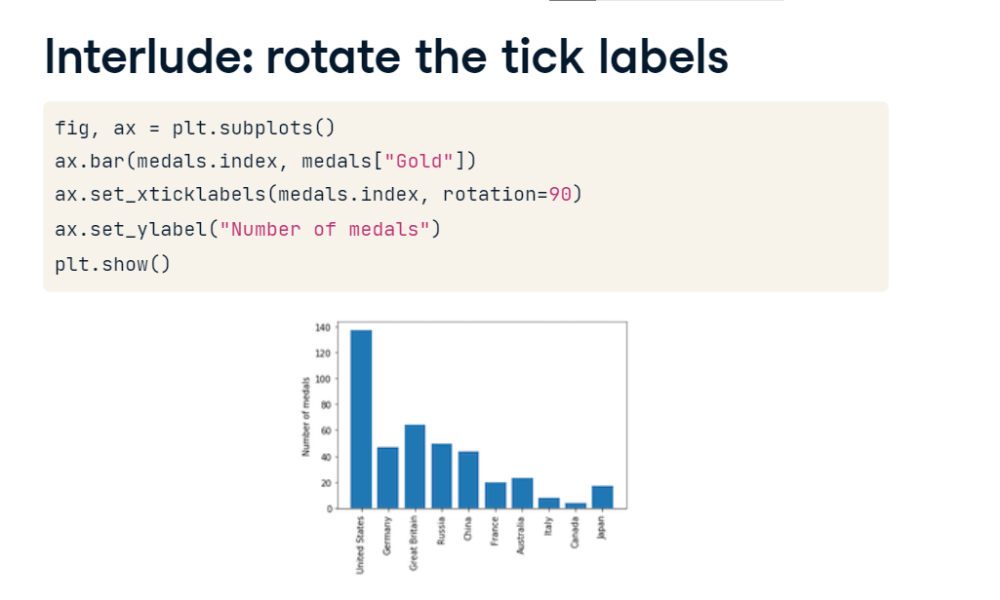 Interlude: rotate the tick labels
fig, ax = plt.subplots()
ax.bar(medals.index, medals["Gold"])
ax.set_xticklabels(medals.index, rotation=90)
ax.set_ylabel("Number of medals")
plt.show()
140
120
100
80
60
40
20
0
Number of medals
United States
Germany
Great Britain
Russia
China
France
Australia
Italy
Canada
Japan